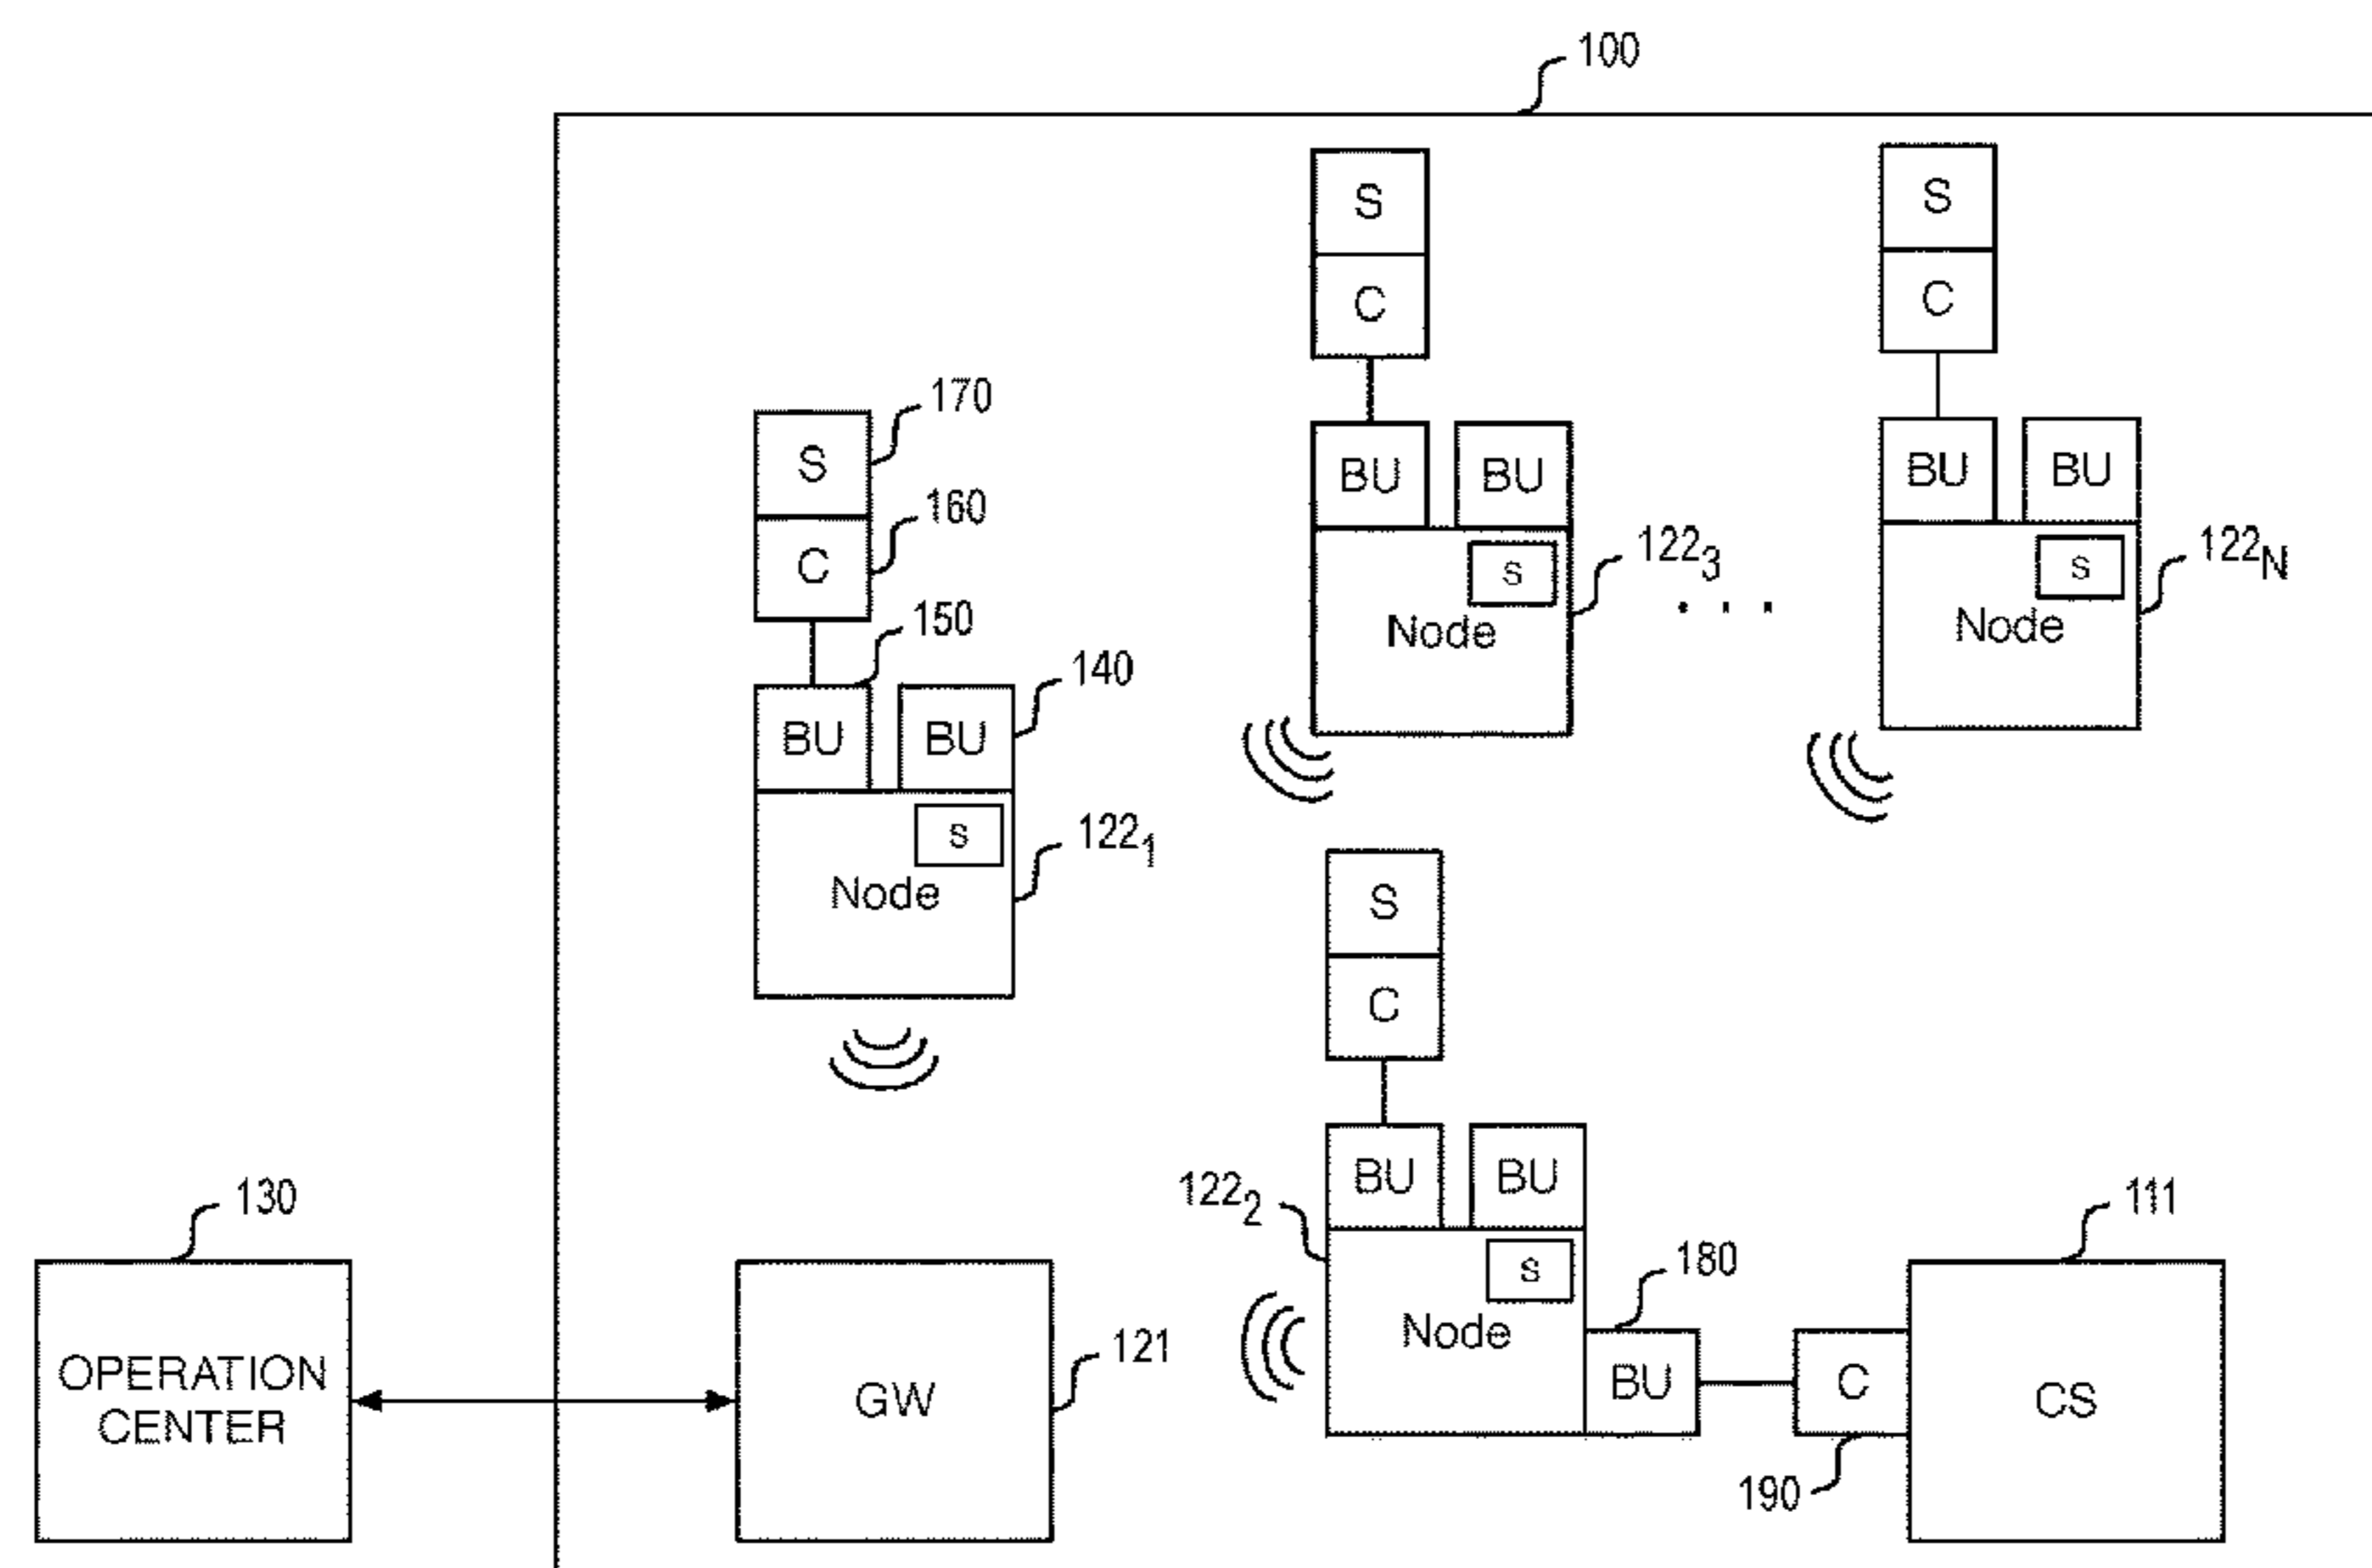 100
S
C
BU
BU
s
Node
122₃
. . .
S
C
BU
BU
s
Node
122N
S
170
C
160
150
BU
BU
140
s
Node
122₁
S
C
BU
BU
122₂
s
Node
180
BU
C
190
111
CS
130
OPERATION
CENTER
GW
121